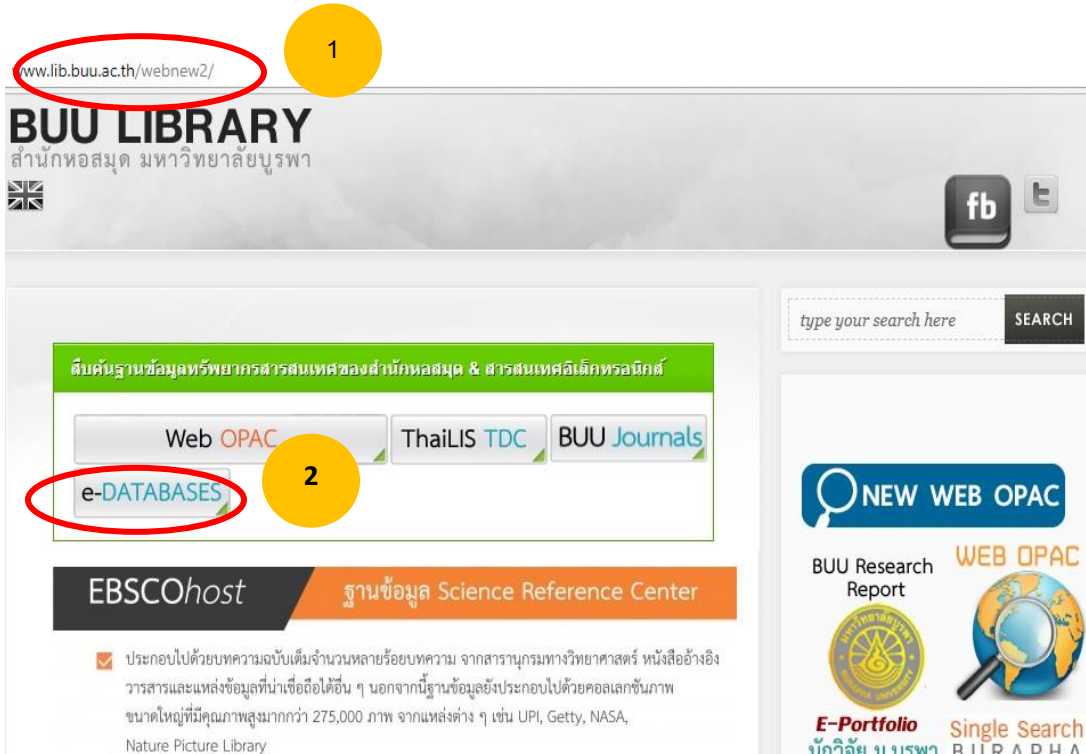 1
www.lib.buu.ac.th/webnew2/
BUU LIBRARY
สำนักหอสมุด มหาวิทยาลัยบูรพา
fb
t
type your search here
SEARCH
สืบค้นฐานข้อมูลทรัพยากรสารสนเทศของสำนักหอสมุด & สารสนเทศอิเล็กทรอนิกส์
Web OPAC
ThaiLIS TDC
BUU Journals
e-DATABASES
2
EBSCOhost
ฐานข้อมูล Science Reference Center
ประกอบไปด้วยบทความฉบับเต็มจำนวนหลายร้อยบทความ จากสารานุกรมทางวิทยาศาสตร์ หนังสืออ้างอิง
วารสารและแหล่งข้อมูลที่น่าเชื่อถือได้อื่น ๆ นอกจากนี้ฐานข้อมูลยังประกอบไปด้วยคอลเลกชันภาพ
ขนาดใหญ่ที่มีคุณภาพสูงมากกว่า 275,000 ภาพ จากแหล่งต่าง ๆ เช่น UPI, Getty, NASA,
Nature Picture Library
NEW WEB OPAC
BUU Research
Report
WEB OPAC
E-Portfolio
นักวิจัย ม.บูรพา
Single Search
BURAPHA